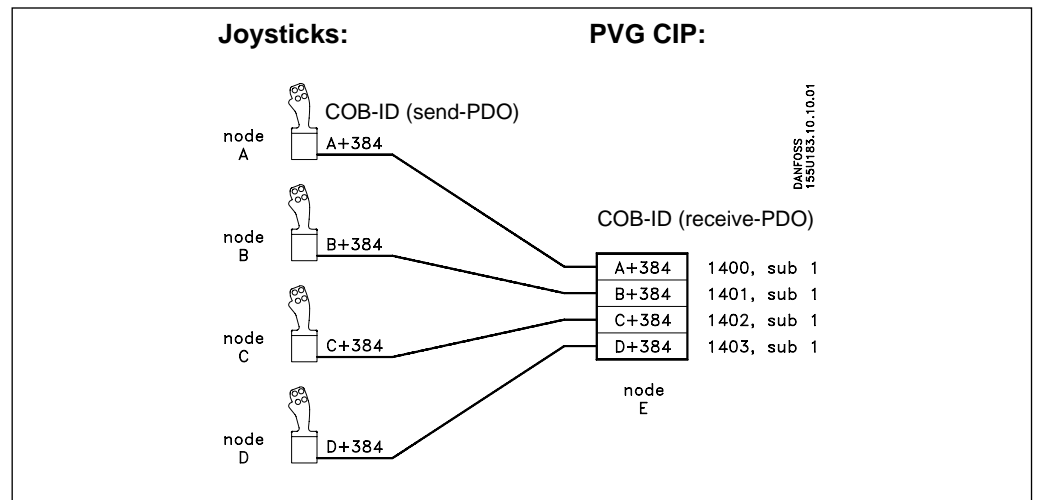 Joysticks:
PVG CIP:
COB-ID (send-PDO)
node
A
A+384
DANFOSS
155U183.10.10.01
node
B
B+384
COB-ID (receive-PDO)
A+384 1400, sub 1
B+384 1401, sub 1
C+384 1402, sub 1
D+384 1403, sub 1
node
C
C+384
node
E
node
D
D+384